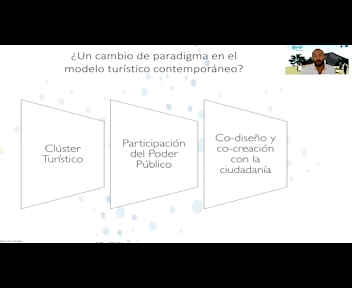 ¿Un cambio de paradigma en el
modelo turístico contemporáneo?
Clúster
Turístico
Participación
del Poder
Público
Co-diseño y
co-creación
con la
ciudadanía